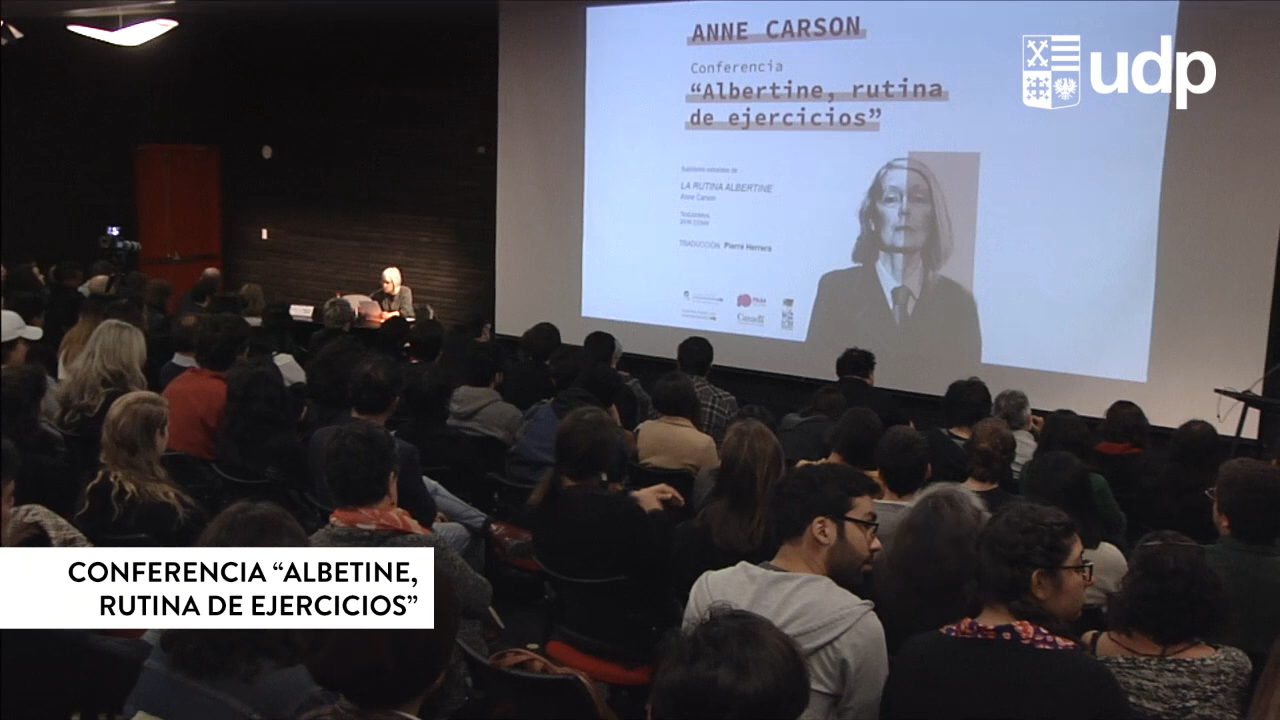 ANNE CARSON
Conferencia
“Albertine, rutina
de ejercicios”
LA RUTINA ALBERTINE
Anne Carson
TRADUCCIÓN: Pierre Herrera
Canada
udp
CONFERENCIA “ALBETINE,
RUTINA DE EJERCICIOS”